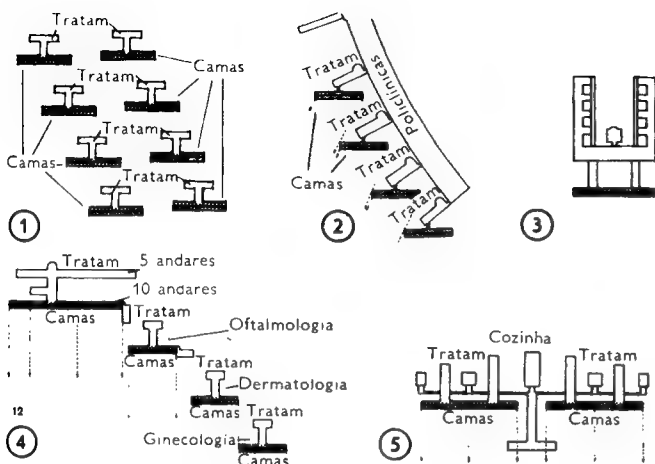 Tratam
Tratam
Camas
Tratam
Camas-
Tratam
1
Tratam
Policlínicas
Tratam
Tratam
Camas
Tratam
2
3
Tratam
5 andares
10 andares
Camas
Tratam
Oftalmologia
Camas
Tratam
Dermatologia
Camas
Tratam
12
Ginecologia
Camas
4
Cozinha
Tratam
Tratam
Camas
Camas
5